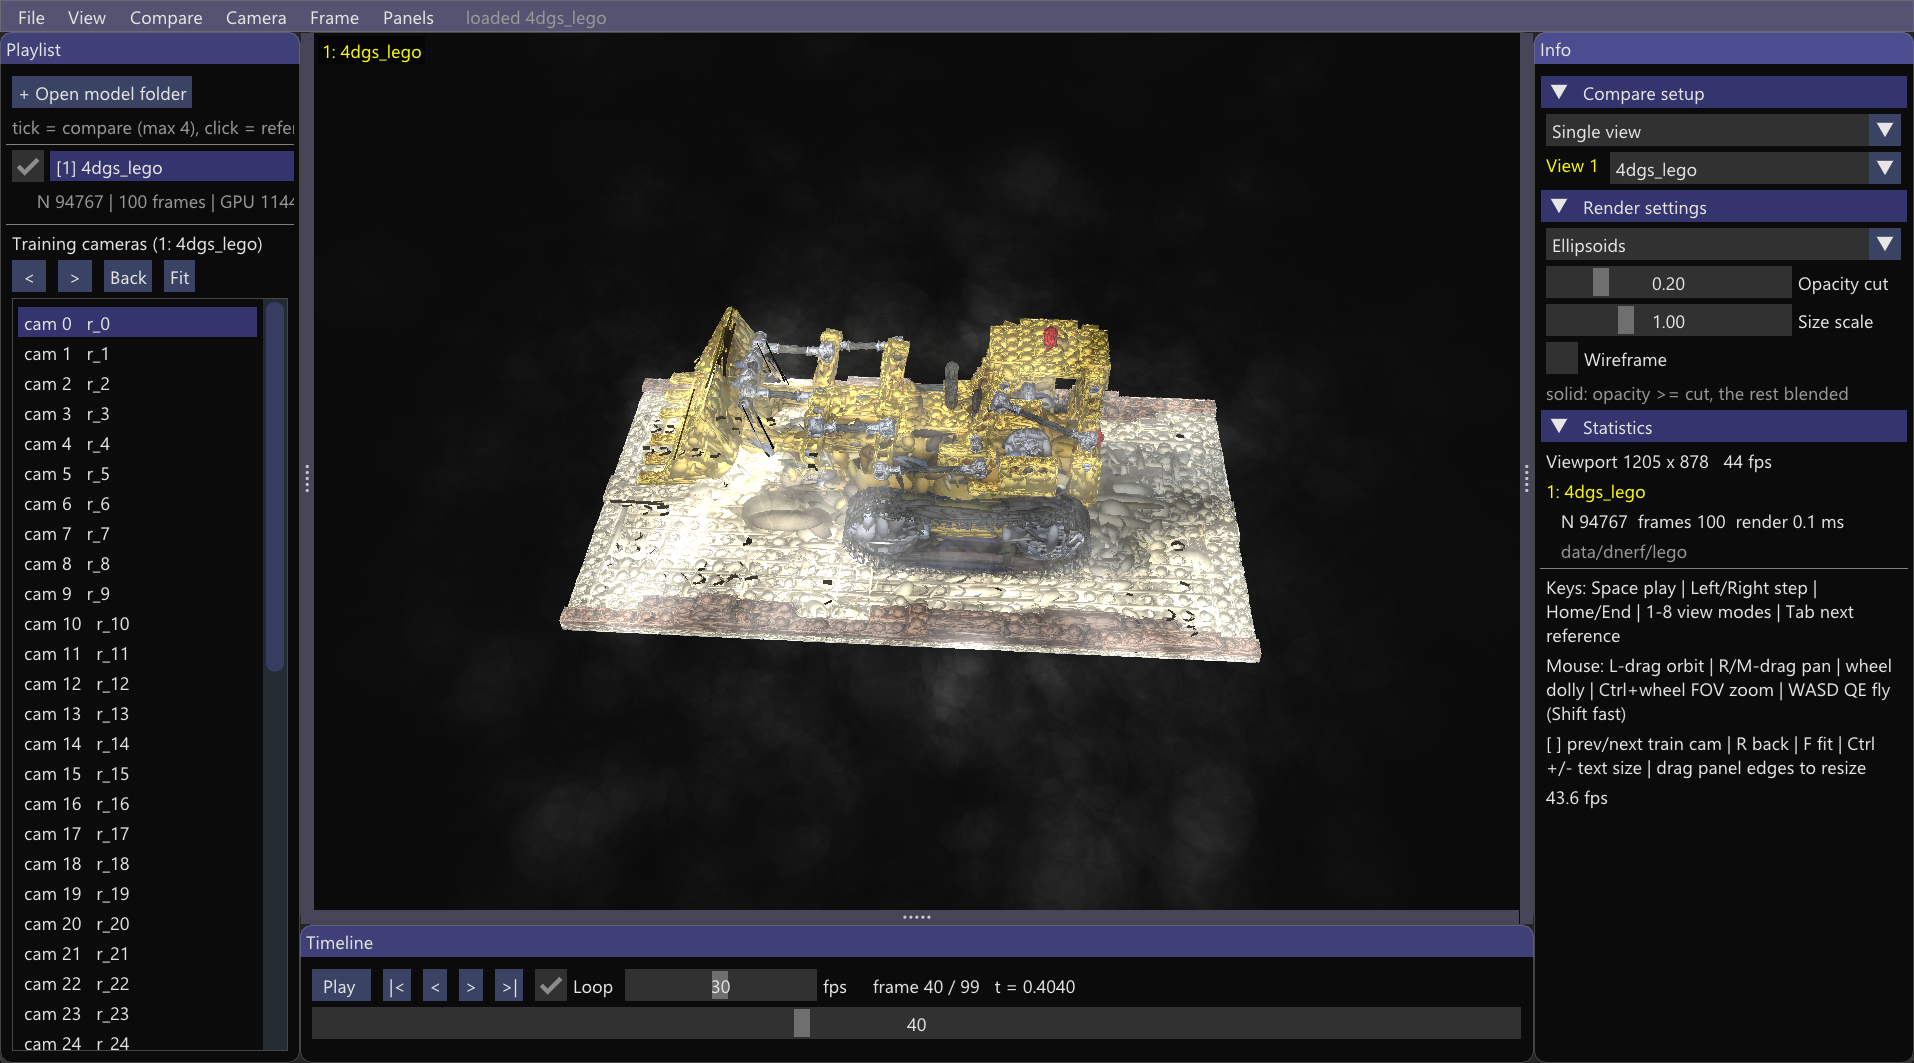 File View Compare Camera Frame Panels loaded 4dgs_lego
Playlist
+ Open model folder
tick = compare (max 4), click = refe
[1] 4dgs_lego
N 94767 | 100 frames | GPU 1144
Training cameras (1: 4dgs_lego)
< > Back Fit
cam 0 r_0
cam 1 r_1
cam 2 r_2
cam 3 r_3
cam 4 r_4
cam 5 r_5
cam 6 r_6
cam 7 r_7
cam 8 r_8
cam 9 r_9
cam 10 r_10
cam 11 r_11
cam 12 r_12
cam 13 r_13
cam 14 r_14
cam 15 r_15
cam 16 r_16
cam 17 r_17
cam 18 r_18
cam 19 r_19
cam 20 r_20
cam 21 r_21
cam 22 r_22
cam 23 r_23
cam 24 r_24
1: 4dgs_lego
Timeline
Play |< < > >| Loop 30 fps frame 40 / 99 t = 0.4040
40
Info
Compare setup
Single view
View 1 4dgs_lego
Render settings
Ellipsoids
0.20 Opacity cut
1.00 Size scale
Wireframe
solid: opacity >= cut, the rest blended
Statistics
Viewport 1205 x 878 44 fps
1: 4dgs_lego
N 94767 frames 100 render 0.1 ms
data/dnerf/lego
Keys: Space play | Left/Right step |
Home/End | 1-8 view modes | Tab next
reference
Mouse: L-drag orbit | R/M-drag pan | wheel
dolly | Ctrl+wheel FOV zoom | WASD QE fly
(Shift fast)
[ ] prev/next train cam | R back | F fit | Ctrl
+/- text size | drag panel edges to resize
43.6 fps